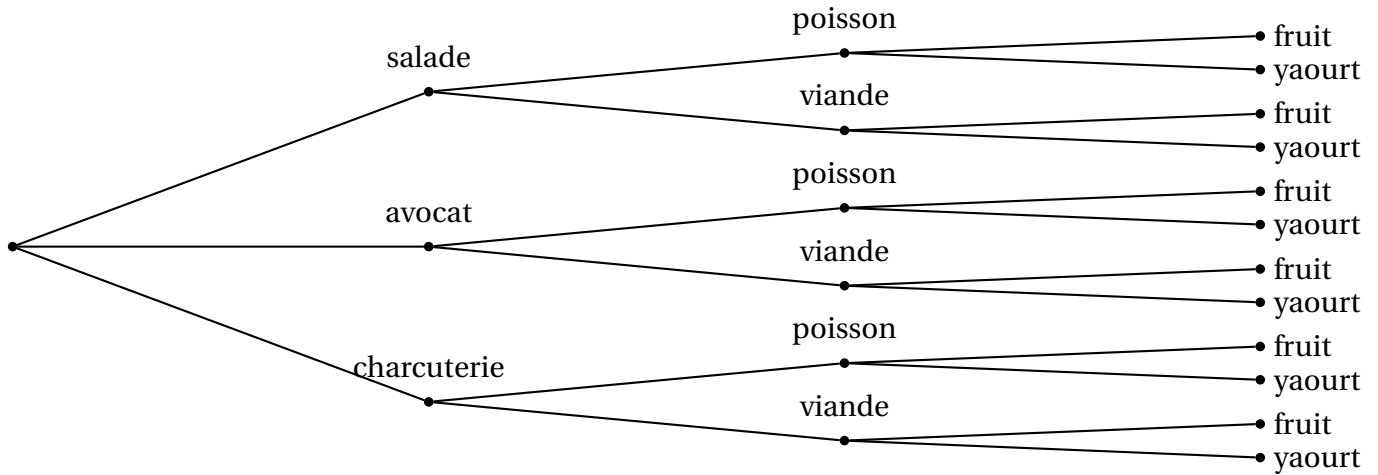 poisson
fruit
salade
yaourt
viande
fruit
yaourt
poisson
fruit
avocat
yaourt
viande
fruit
yaourt
poisson
fruit
charcuterie
yaourt
viande
fruit
yaourt